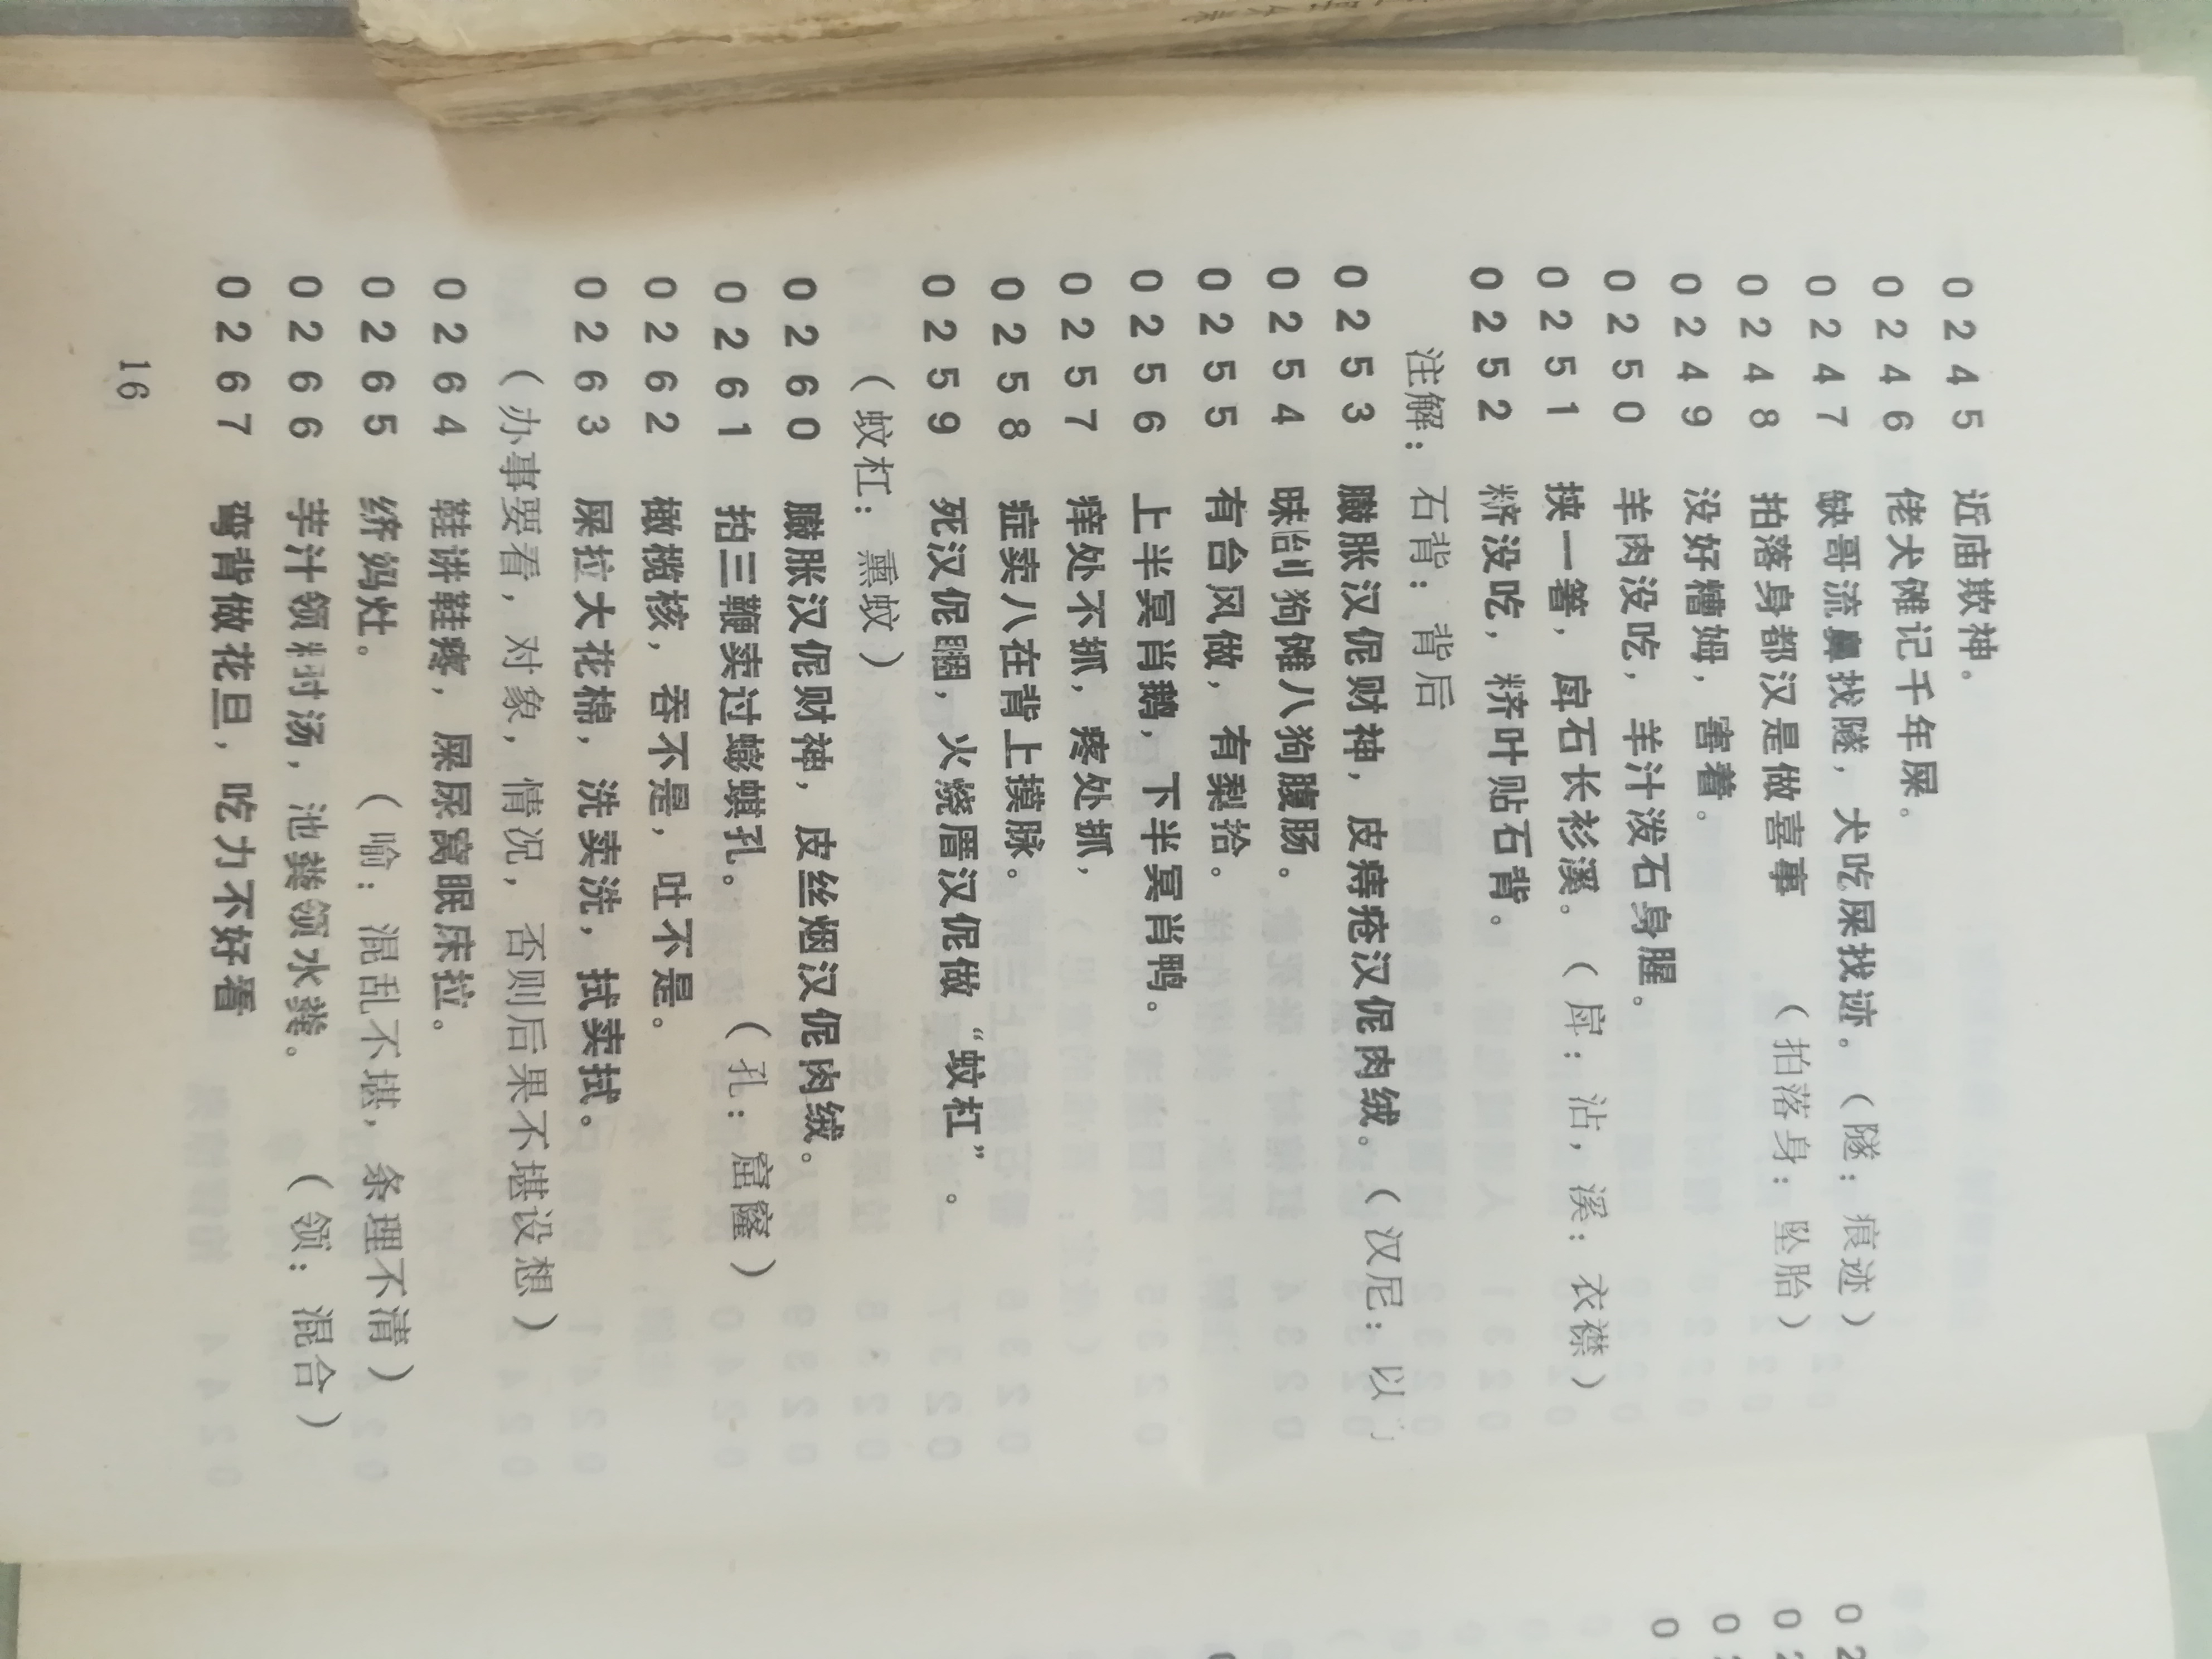 0245 近庙欺神。
0246 佬犬傩记千年屎。
0247 缺哥流鼻找隧，犬吃屎找迹。（隧：痕迹）
0248 拍落身都汉是做喜事 （拍落身：坠胎）
0249 没好糟姆，害着。
0250 羊肉没吃，羊汁泼石身腥。
0251 挟一箸，戽石长衫溪。（戽：沾，溪：衣襟）
0252 䊢没吃，䊢叶贴石背。
注解：石背：背后
0253 臌胀汉伲财神，皮痔疮汉伲肉绒。（汉尼：以
0254 昧刣狗傩八狗腹肠。
0255 有台风做，有梨拾。
0256 上半冥肖鹅，下半冥肖鸭。
0257 痒处不抓，疼处抓，
0258 症卖八在背上摸脉。
0259 死汉伲睏，火烧厝汉伲做“蚊杠”。
（蚊杠：熏蚊）
0260 臌胀汉伲财神，皮丝烟汉伲肉绒。
0261 拍三鞭卖过蟛蜞孔。 （孔：窟窿）
0262 橄榄核，吞不是，吐不是。
0263 屎拉大花棉，洗卖洗，拭卖拭。
（办事要看，对象，情况，否则后果不堪设想）
0264 鞋讲鞋疼，屎尿窝眠床拉。
0265 绩妈灶。 （喻：混乱不堪，条理不清）
0266 芋汁领 汤，池粪领水粪。 （领：混合）
0267 弯背做花旦，吃力不好看
16